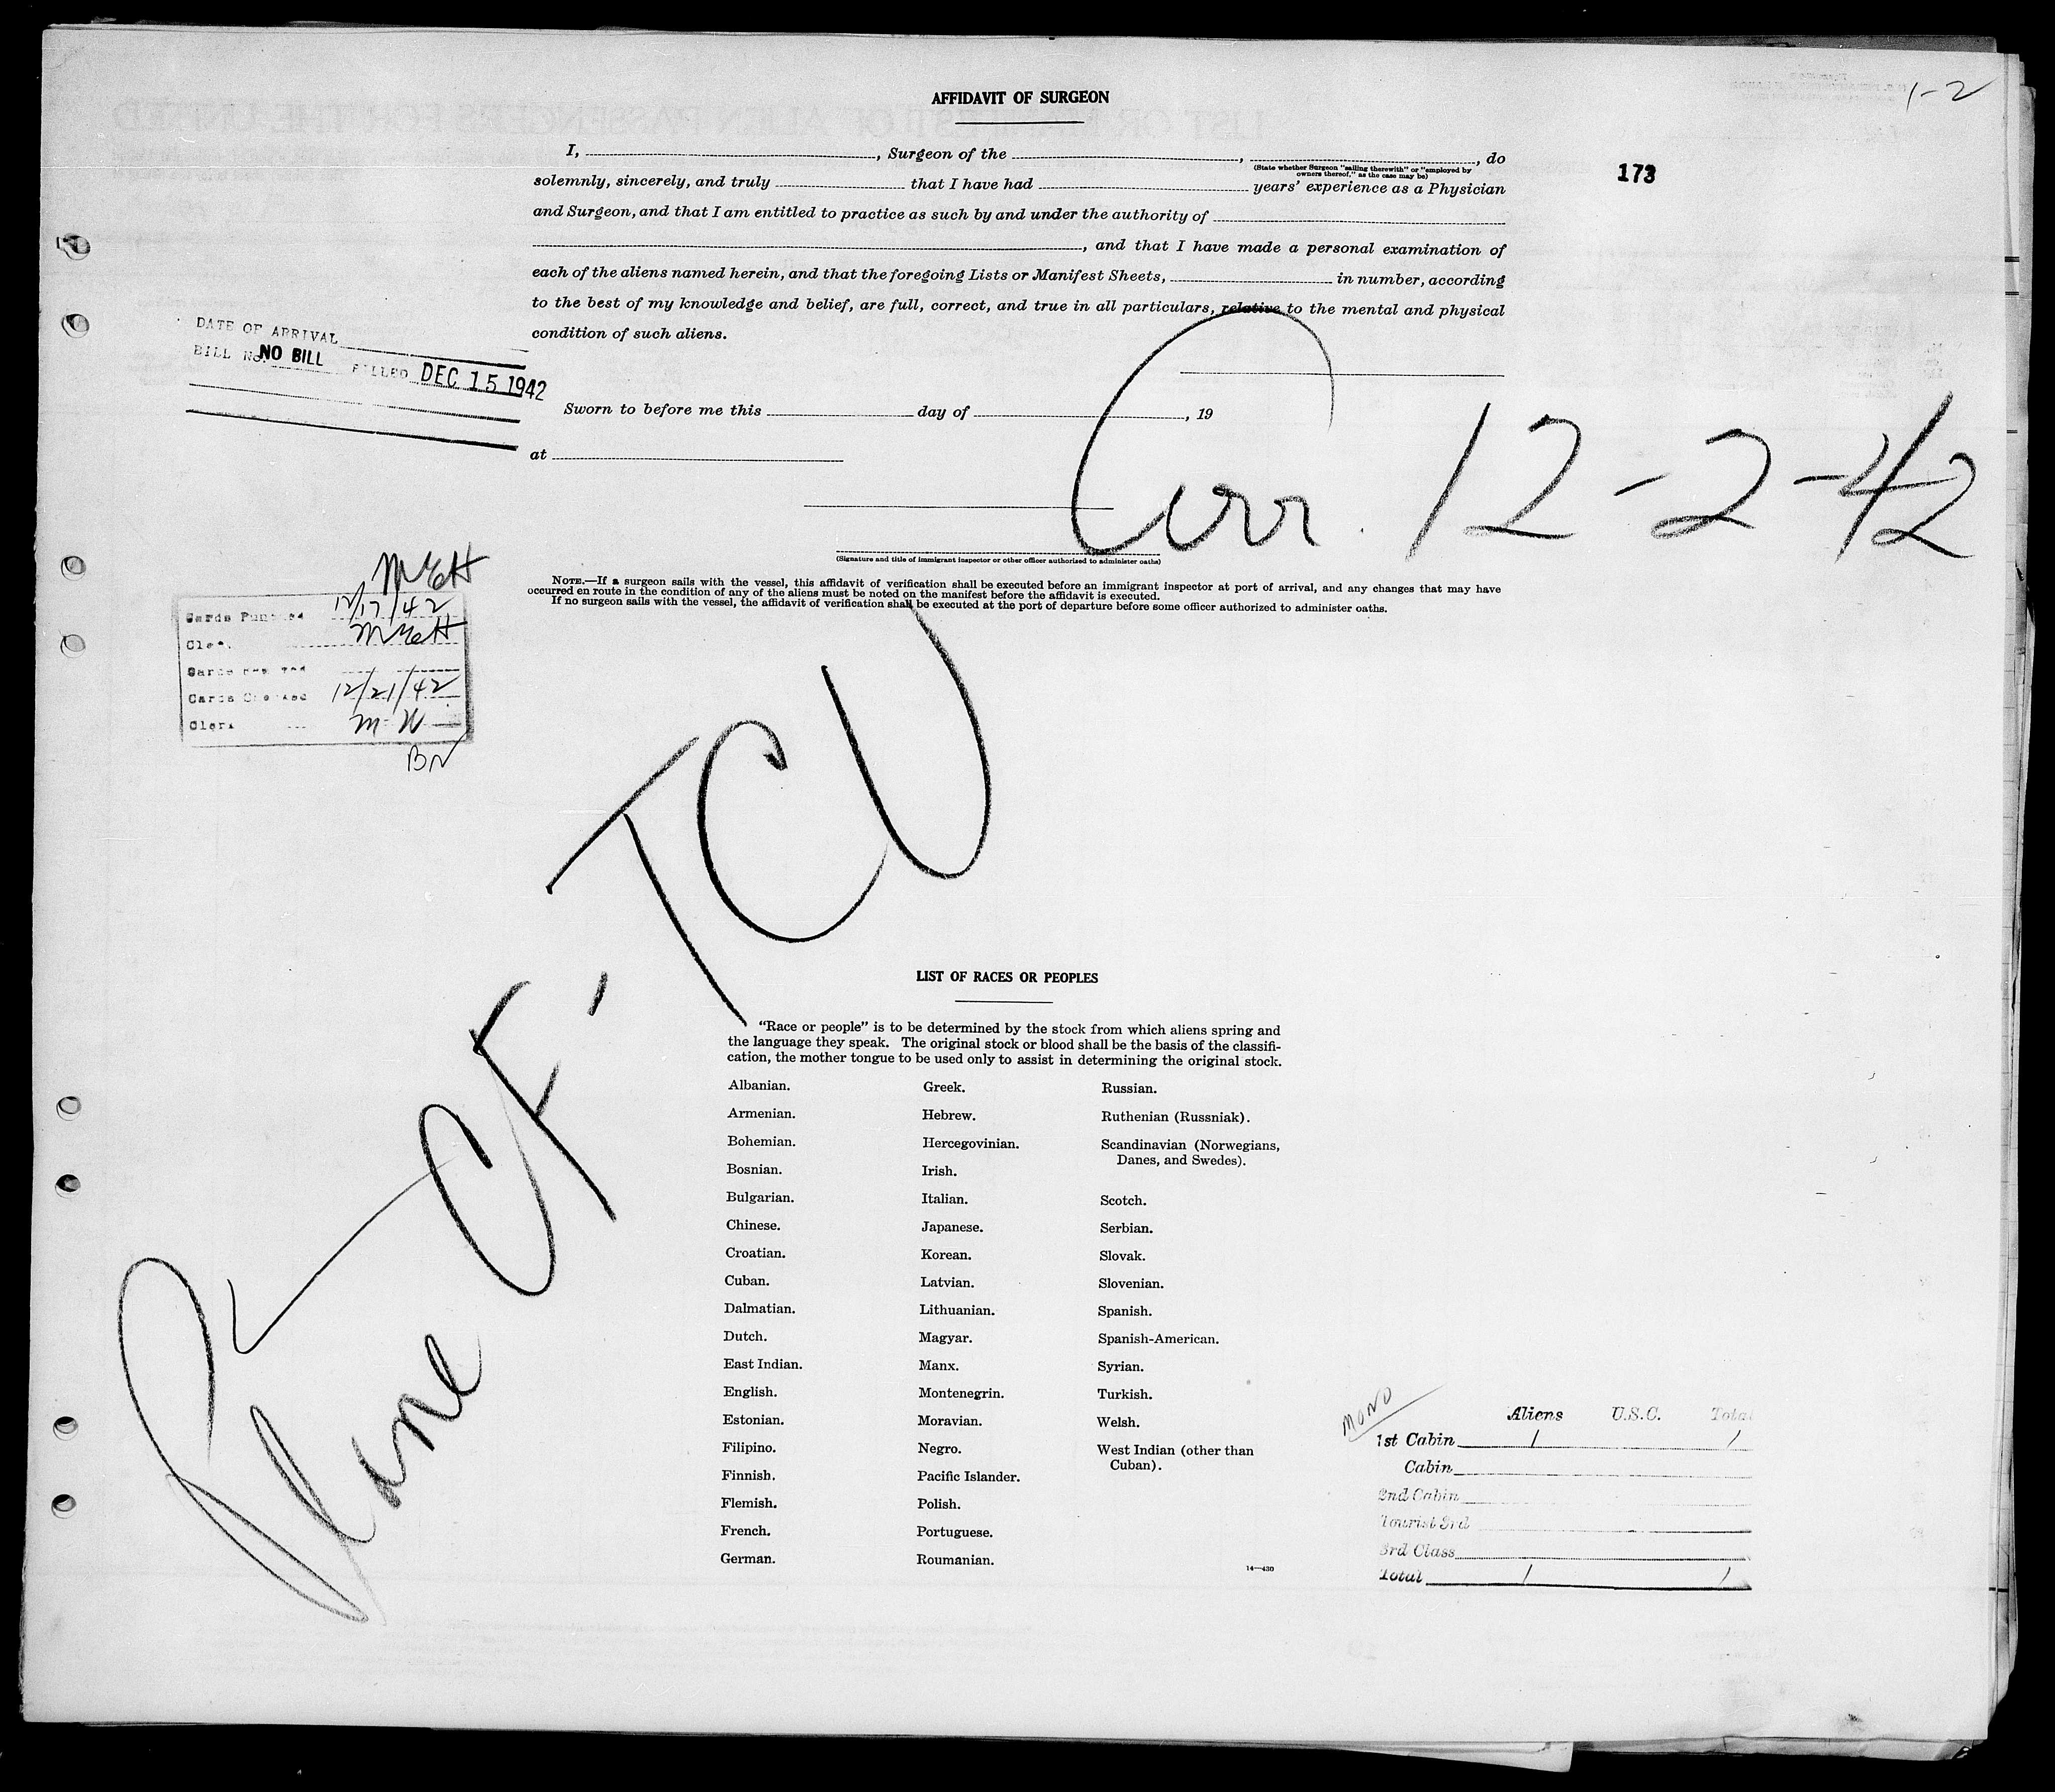 1-2
AFFIDAVIT OF SURGEON
173
I, , Surgeon of the , , do
(State whether Surgeon "sailing therewith" or "employed by
owners thereof," as the case may be)
solemnly, sincerely, and truly that I have had years' experience as a Physician
and Surgeon, and that I am entitled to practice as such by and under the authority of
, and that I have made a personal examination of
each of the aliens named herein, and that the foregoing Lists or Manifest Sheets, in number, according
to the best of my knowledge and belief, are full, correct, and true in all particulars, relative to the mental and physical
condition of such aliens.
DATE OF ARRIVAL
BILL No. NO BILL FILLED DEC 15 1942
Sworn to before me this day of , 19
at
Arr. 12-2-42
(Signature and title of immigrant inspector or other officer authorized to administer oaths)
NOTE.—If a surgeon sails with the vessel, this affidavit of verification shall be executed before an immigrant inspector at port of arrival, and any changes that may have
occurred en route in the condition of any of the aliens must be noted on the manifest before the affidavit is executed.
If no surgeon sails with the vessel, the affidavit of verification shall be executed at the port of departure before some officer authorized to administer oaths.
Cards Punched 12/17/42
Clerk
Cards
Cards Checked 12/21/42
Clerk
BN
Plane CF-TCU
LIST OF RACES OR PEOPLES
"Race or people" is to be determined by the stock from which aliens spring and
the language they speak. The original stock or blood shall be the basis of the classifi-
cation, the mother tongue to be used only to assist in determining the original stock.
Albanian.
Armenian.
Bohemian.
Bosnian.
Bulgarian.
Chinese.
Croatian.
Cuban.
Dalmatian.
Dutch.
East Indian.
English.
Estonian.
Filipino.
Finnish.
Flemish.
French.
German.
Greek.
Hebrew.
Hercegovinian.
Irish.
Italian.
Japanese.
Korean.
Latvian.
Lithuanian.
Magyar.
Manx.
Montenegrin.
Moravian.
Negro.
Pacific Islander.
Polish.
Portuguese.
Roumanian.
Russian.
Ruthenian (Russniak).
Scandinavian (Norwegians,
Danes, and Swedes).
Scotch.
Serbian.
Slovak.
Slovenian.
Spanish.
Spanish-American.
Syrian.
Turkish.
Welsh.
West Indian (other than
Cuban).
14—430
MONO
Aliens U.S.C. Total
1st Cabin 1 1
Cabin
2nd Cabin
Tourist 3rd
3rd Class
Total 1 1